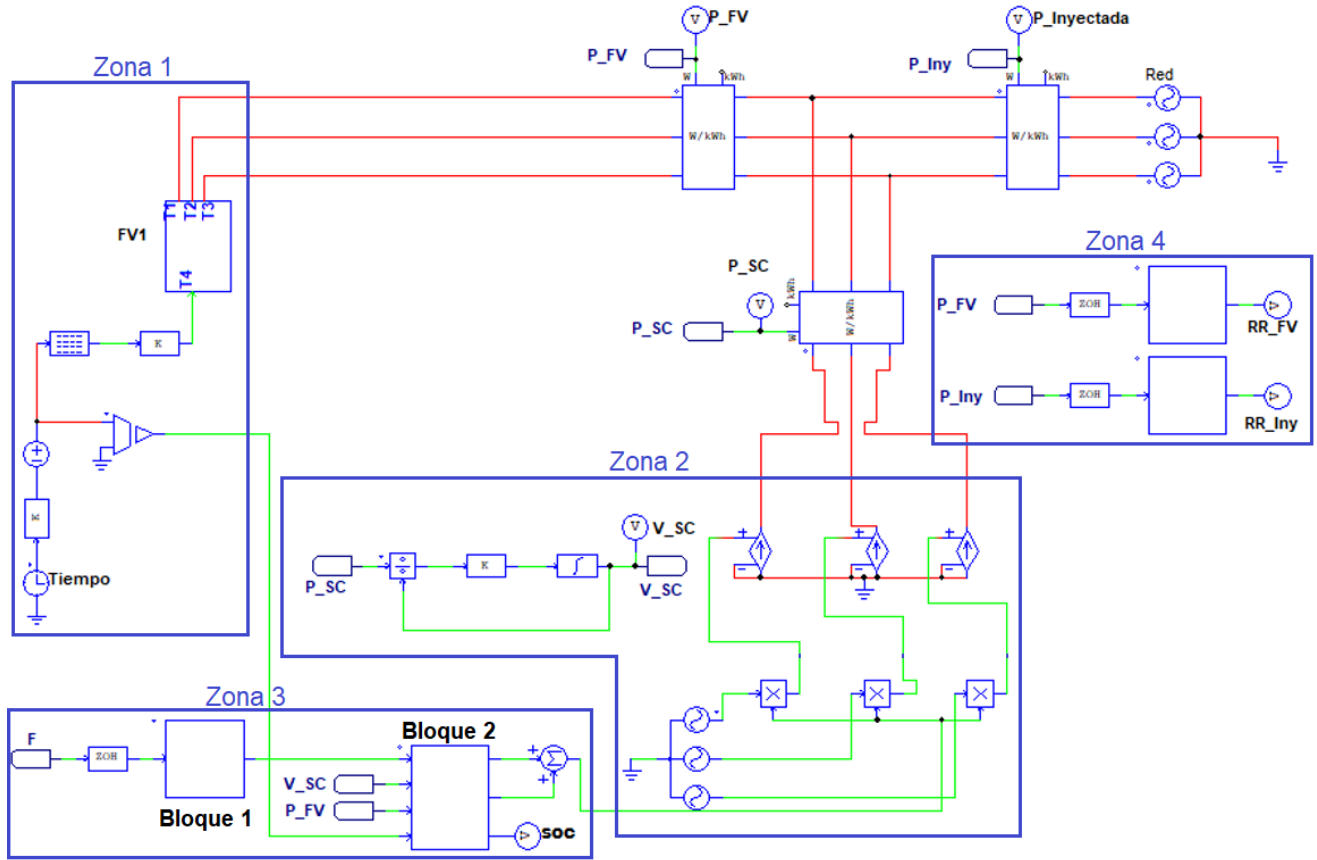 P_FV
P_Inyectada
Zona 1
P_FV
P_Iny
Red
W
kWh
W
kWh
W/kWh
W/kWh
T1
T2
T3
FV1
T4
Zona 4
P_SC
kWh
W/kWh
P_FV
ZOH
V
RR_FV
P_SC
W
K
P_Iny
ZOH
V
RR_Iny
Zona 2
K
V
V_SC
Tiempo
P_SC
K
V_SC
Zona 3
F
ZOH
Bloque 2
V_SC
P_FV
Bloque 1
V
soc